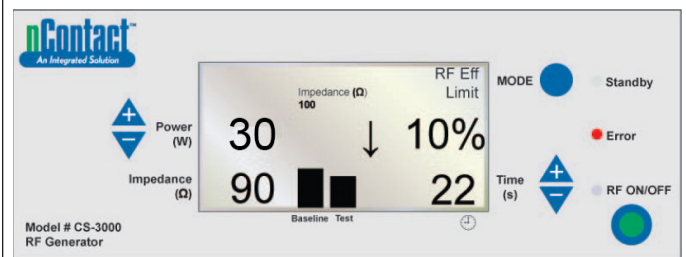 nContact™
An Integrated Solution
RF Eff
Limit
MODE
Standby
Impedance (Ω)
100
Power
(W)
30
↓
10%
Error
Impedance
(Ω)
90
22
Time
(s)
RF ON/OFF
Baseline Test
Model # CS-3000
RF Generator